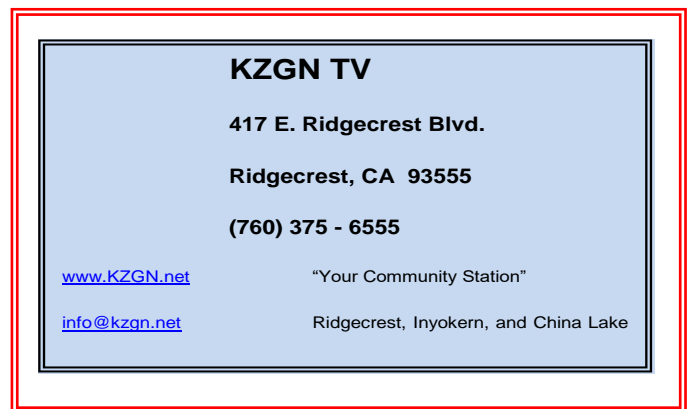 KZGN TV
417 E. Ridgecrest Blvd.
Ridgecrest, CA 93555
(760) 375 - 6555
www.KZGN.net “Your Community Station”
info@kzgn.net Ridgecrest, Inyokern, and China Lake